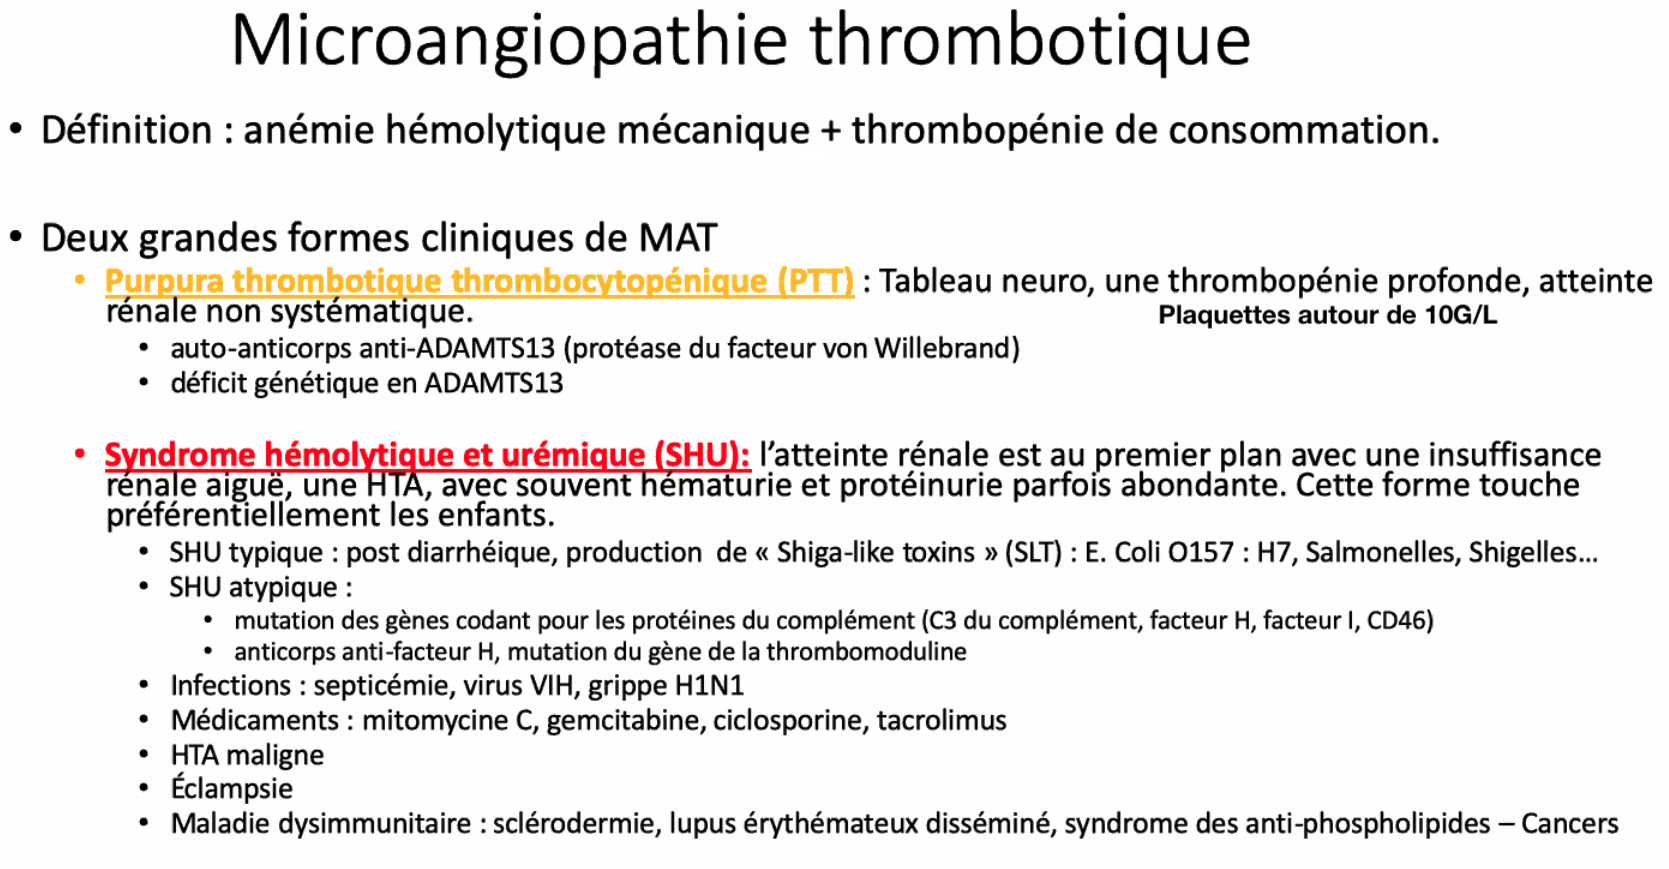 Microangiopathie thrombotique
• Définition : anémie hémolytique mécanique + thrombopénie de consommation.
• Deux grandes formes cliniques de MAT
• Purpura thrombotique thrombocytopénique (PTT) : Tableau neuro, une thrombopénie profonde, atteinte
rénale non systématique.
Plaquettes autour de 10G/L
• auto-anticorps anti-ADAMTS13 (protéase du facteur von Willebrand)
• déficit génétique en ADAMTS13
• Syndrome hémolytique et urémique (SHU): l’atteinte rénale est au premier plan avec une insuffisance
rénale aiguë, une HTA, avec souvent hématurie et protéinurie parfois abondante. Cette forme touche
préférentiellement les enfants.
• SHU typique : post diarrhéique, production de « Shiga-like toxins » (SLT) : E. Coli O157 : H7, Salmonelles, Shigelles...
• SHU atypique :
• mutation des gènes codant pour les protéines du complément (C3 du complément, facteur H, facteur I, CD46)
• anticorps anti-facteur H, mutation du gène de la thrombomoduline
• Infections : septicémie, virus VIH, grippe H1N1
• Médicaments : mitomycine C, gemcitabine, ciclosporine, tacrolimus
• HTA maligne
• Éclampsie
• Maladie dysimmunitaire : sclérodermie, lupus érythémateux disséminé, syndrome des anti-phospholipides – Cancers